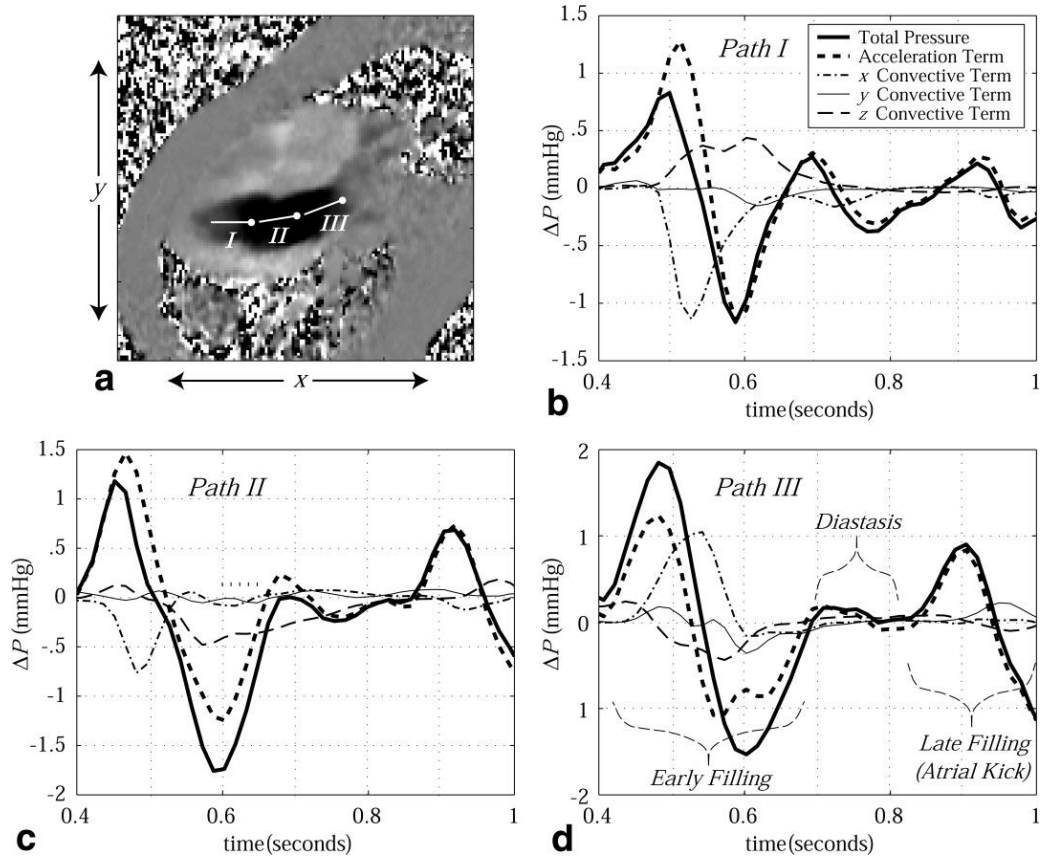 y
I
II
III
a
x
1.5
1
.5
0
-.5
-1
-1.5
ΔP (mmHg)
Path I
Total Pressure
Acceleration Term
x Convective Term
y Convective Term
z Convective Term
0.4 0.6 0.8 1
time(seconds)
b
1.5
1
.5
0
-.5
-1
-1.5
-2
ΔP (mmHg)
Path II
0.4 0.6 0.8 1
time(seconds)
c
2
1
0
1
2
ΔP (mmHg)
Path III
Diastasis
Early Filling
Late Filling
(Atrial Kick)
0.4 0.6 0.8 1
time(seconds)
d